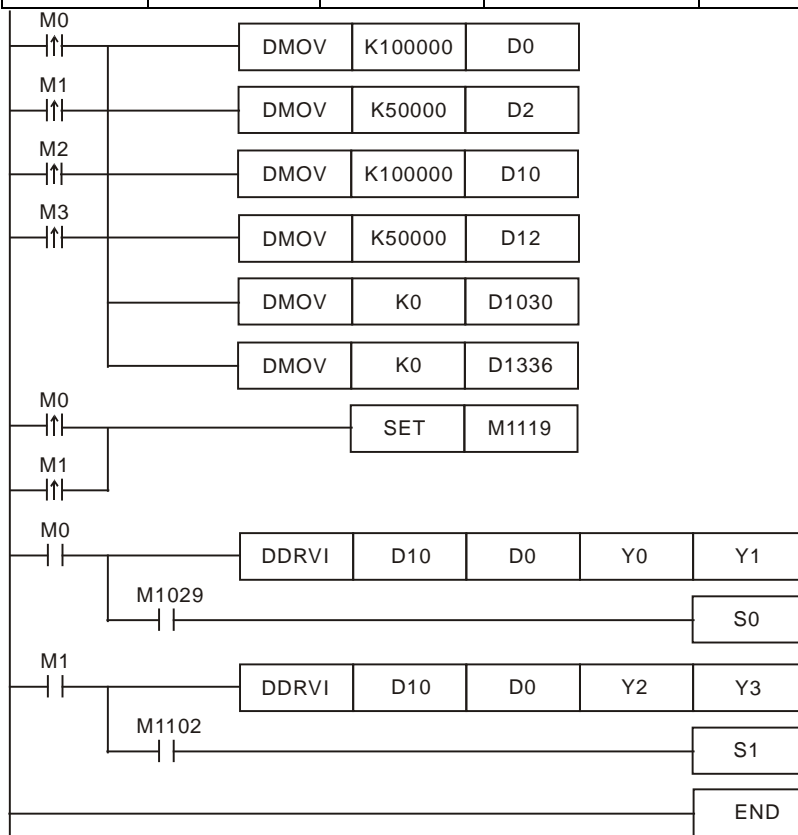 M0
DMOV K100000 D0
M1
DMOV K50000 D2
M2
DMOV K100000 D10
M3
DMOV K50000 D12
DMOV K0 D1030
DMOV K0 D1336
M0
SET M1119
M1
M0
DDRVI D10 D0 Y0 Y1
M1029
S0
M1
DDRVI D10 D0 Y2 Y3
M1102
S1
END